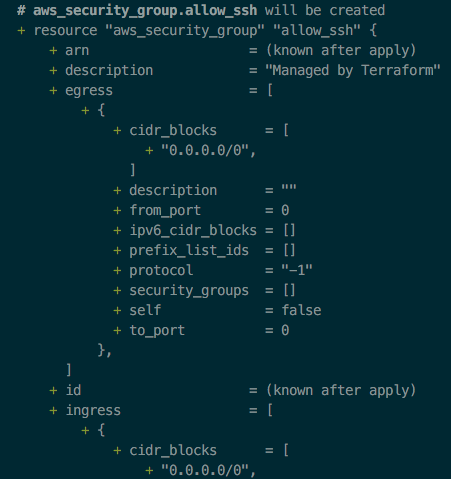 # aws_security_group.allow_ssh will be created
+ resource "aws_security_group" "allow_ssh" {
+ arn = (known after apply)
+ description = "Managed by Terraform"
+ egress = [
+ {
+ cidr_blocks = [
+ "0.0.0.0/0",
]
+ description = ""
+ from_port = 0
+ ipv6_cidr_blocks = []
+ prefix_list_ids = []
+ protocol = "-1"
+ security_groups = []
+ self = false
+ to_port = 0
},
]
+ id = (known after apply)
+ ingress = [
+ {
+ cidr_blocks = [
+ "0.0.0.0/0",